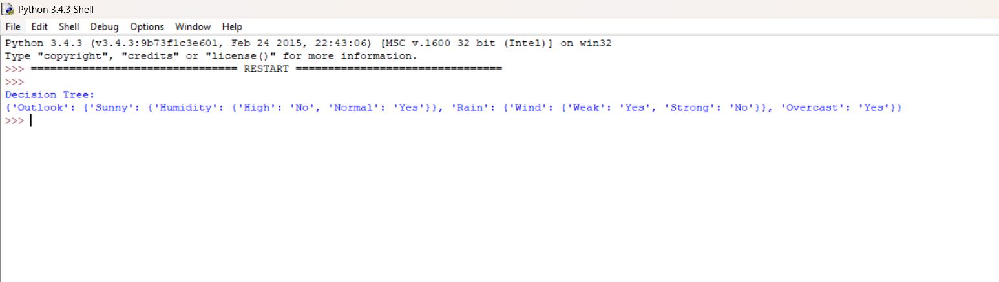 Python 3.4.3 Shell
File Edit Shell Debug Options Window Help
Python 3.4.3 (v3.4.3:9b73f1c3e601, Feb 24 2015, 22:43:06) [MSC v.1600 32 bit (Intel)] on win32
Type "copyright", "credits" or "license()" for more information.
>>> ================================ RESTART ================================
>>>
Decision Tree:
{'Outlook': {'Sunny': {'Humidity': {'High': 'No', 'Normal': 'Yes'}}, 'Rain': {'Wind': {'Weak': 'Yes', 'Strong': 'No'}}, 'Overcast': 'Yes'}}
>>>